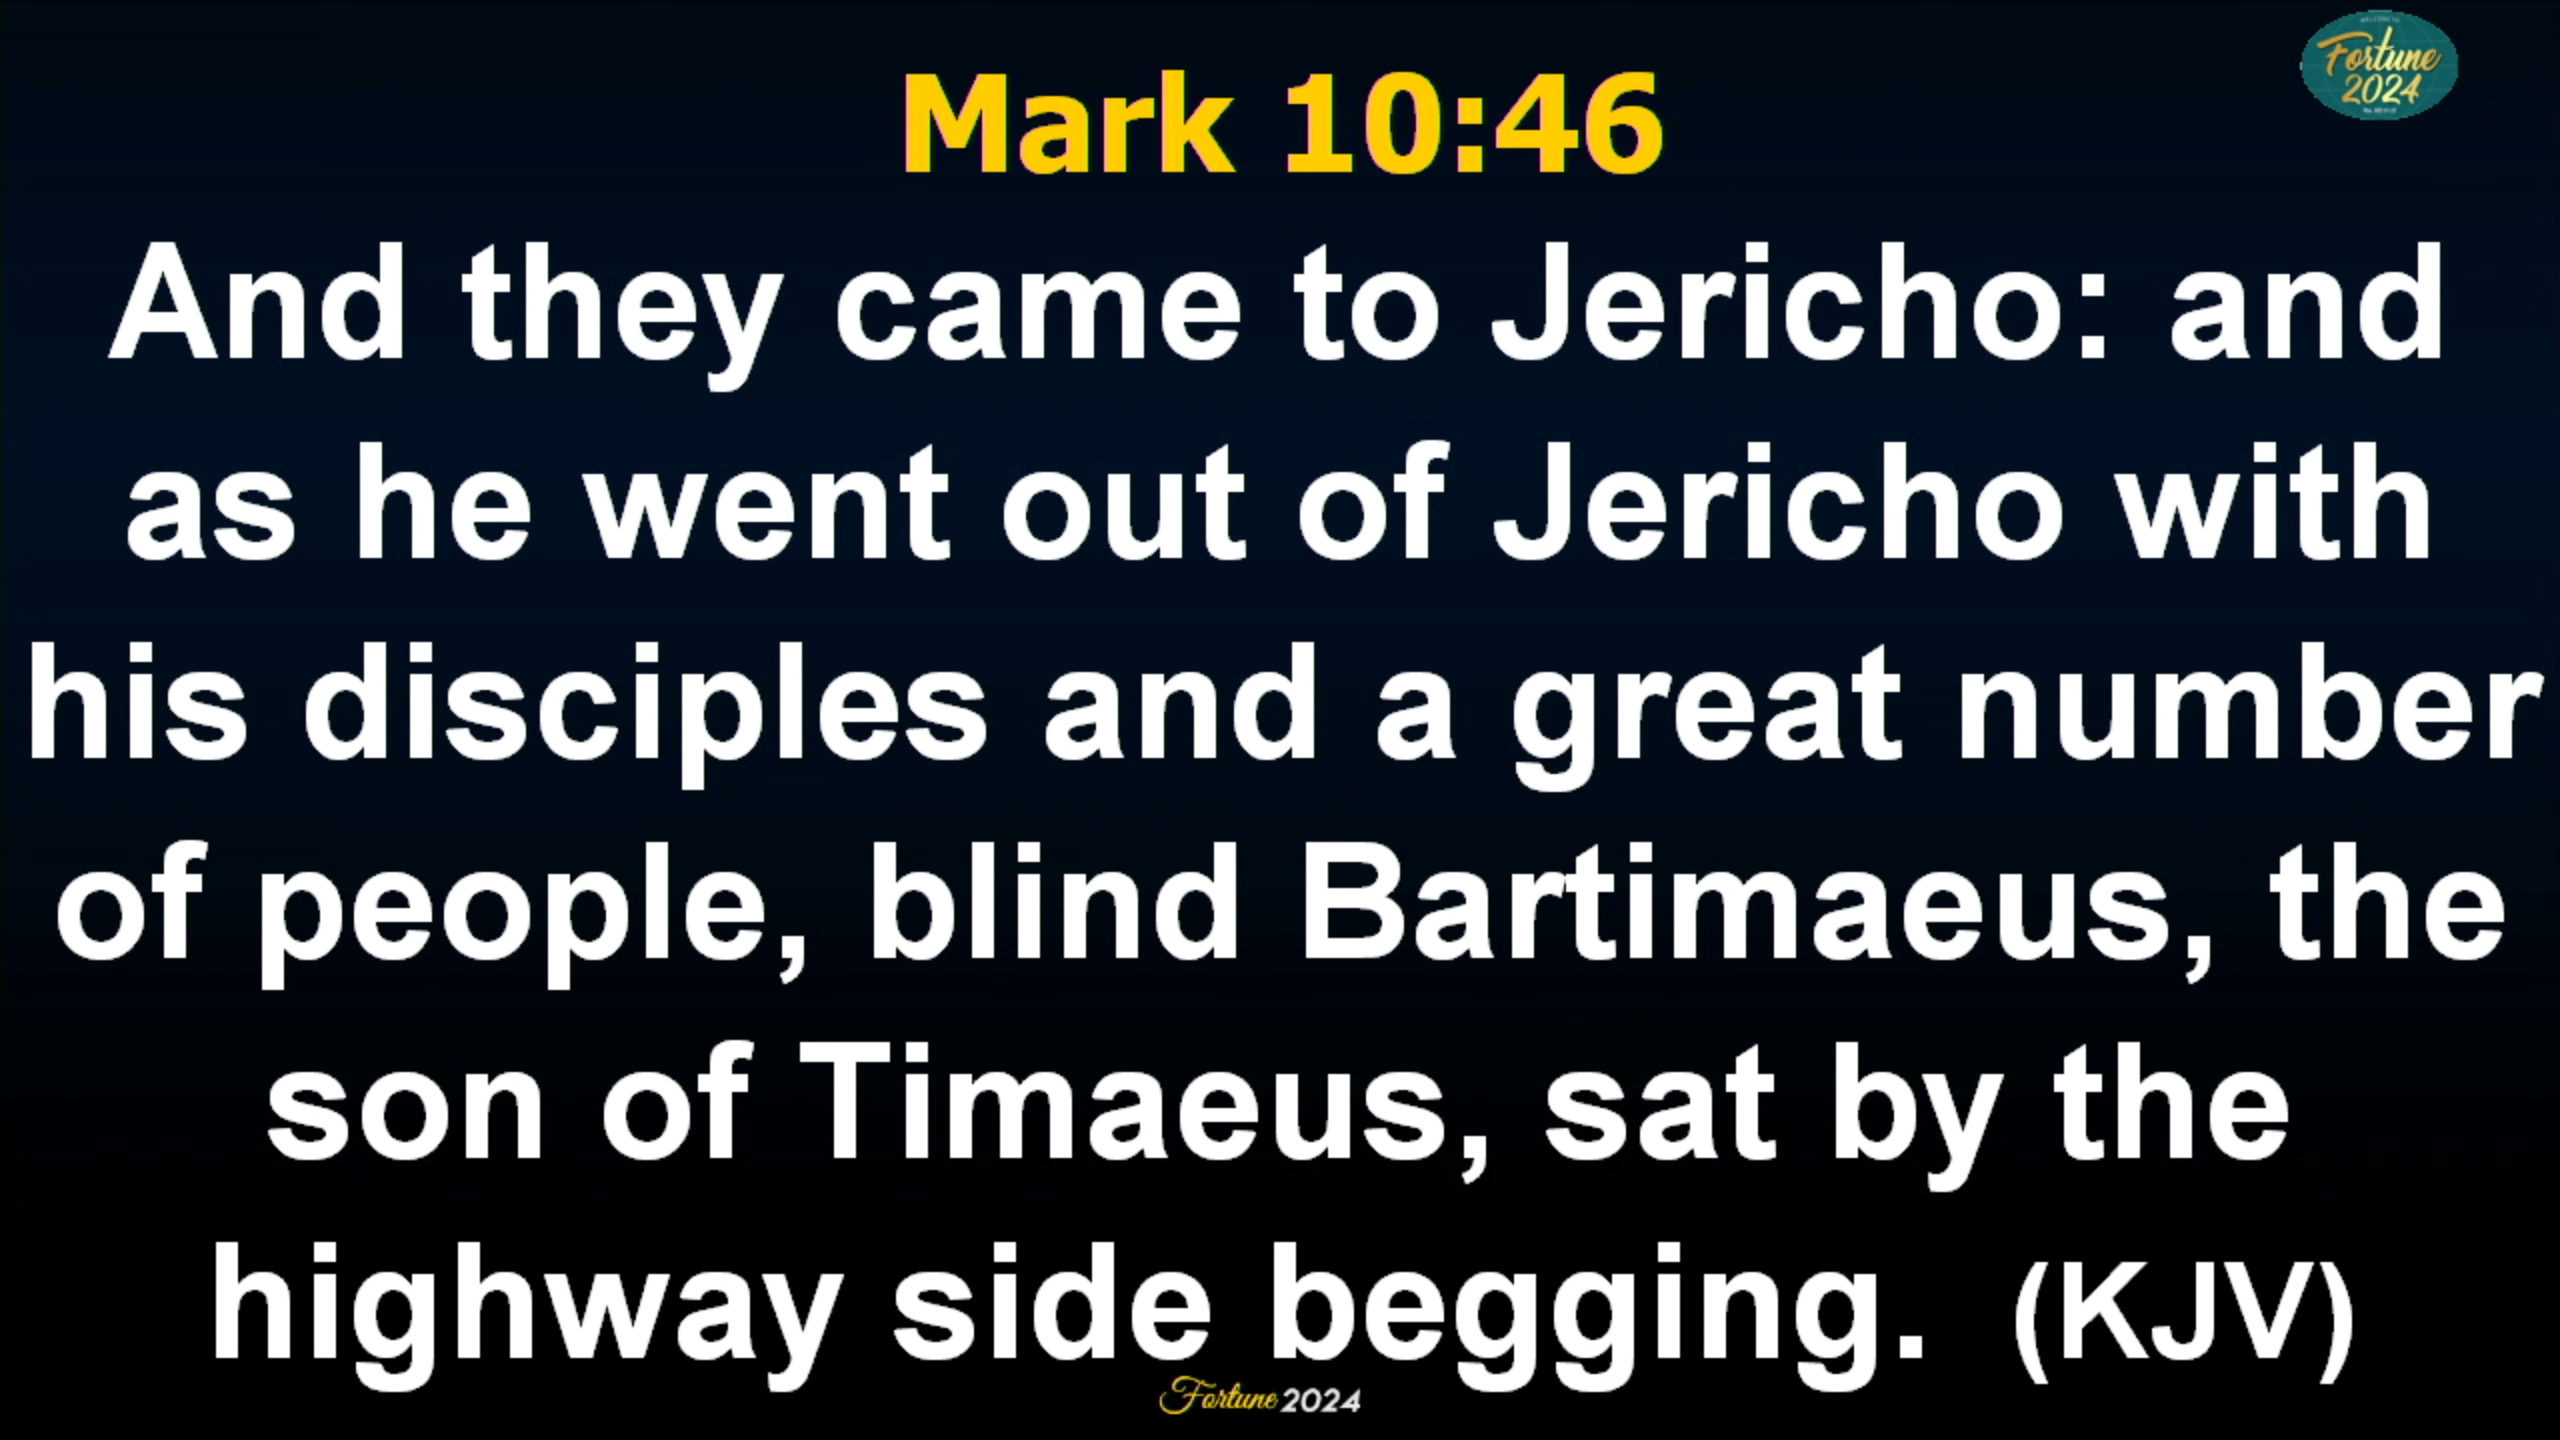 Fortune
2024
Mark 10:46
And they came to Jericho: and
as he went out of Jericho with
his disciples and a great number
of people, blind Bartimaeus, the
son of Timaeus, sat by the
highway side begging. (KJV)
Fortune 2024